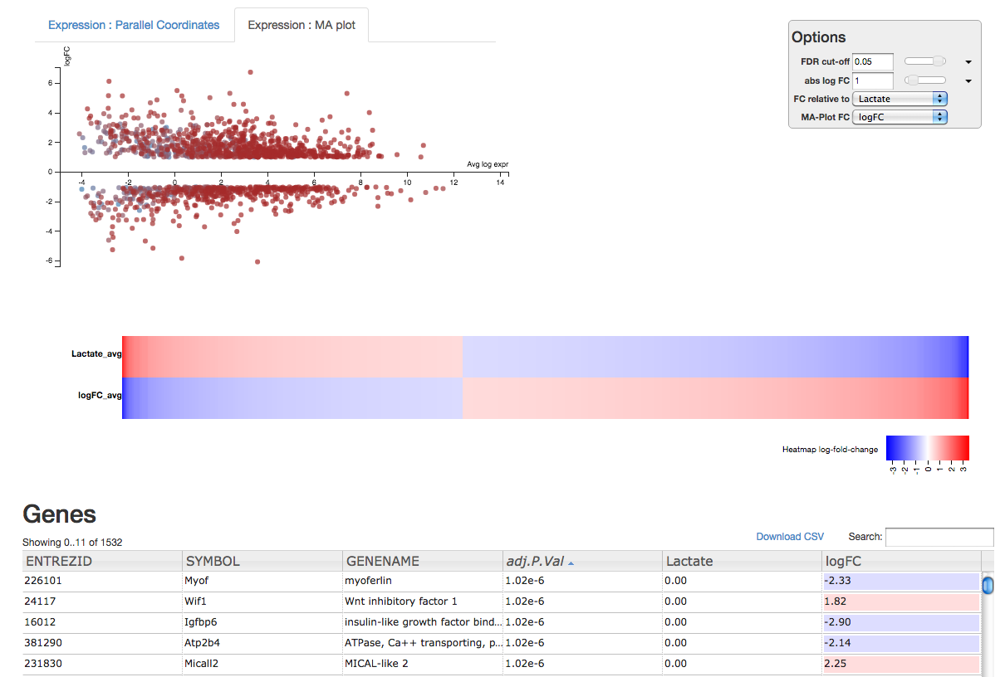 Expression : Parallel Coordinates Expression : MA plot
Options
FDR cut-off 0.05
abs log FC 1
FC relative to Lactate
MA-Plot FC logFC
logFC
6
4
2
0
-2
-4
-6
Avg log expr
-4 -2 0 2 4 6 8 10 12 14
Lactate_avg
logFC_avg
Heatmap log-fold-change
-3 -2 -1 0 1 2 3
Genes
Showing 0..11 of 1532
Download CSV Search:
ENTREZID SYMBOL GENENAME adj.P.Val Lactate logFC
226101 Myof myoferlin 1.02e-6 0.00 -2.33
24117 Wif1 Wnt inhibitory factor 1 1.02e-6 0.00 1.82
16012 Igfbp6 insulin-like growth factor bind... 1.02e-6 0.00 -2.90
381290 Atp2b4 ATPase, Ca++ transporting, p... 1.02e-6 0.00 -2.14
231830 Micall2 MICAL-like 2 1.02e-6 0.00 2.25